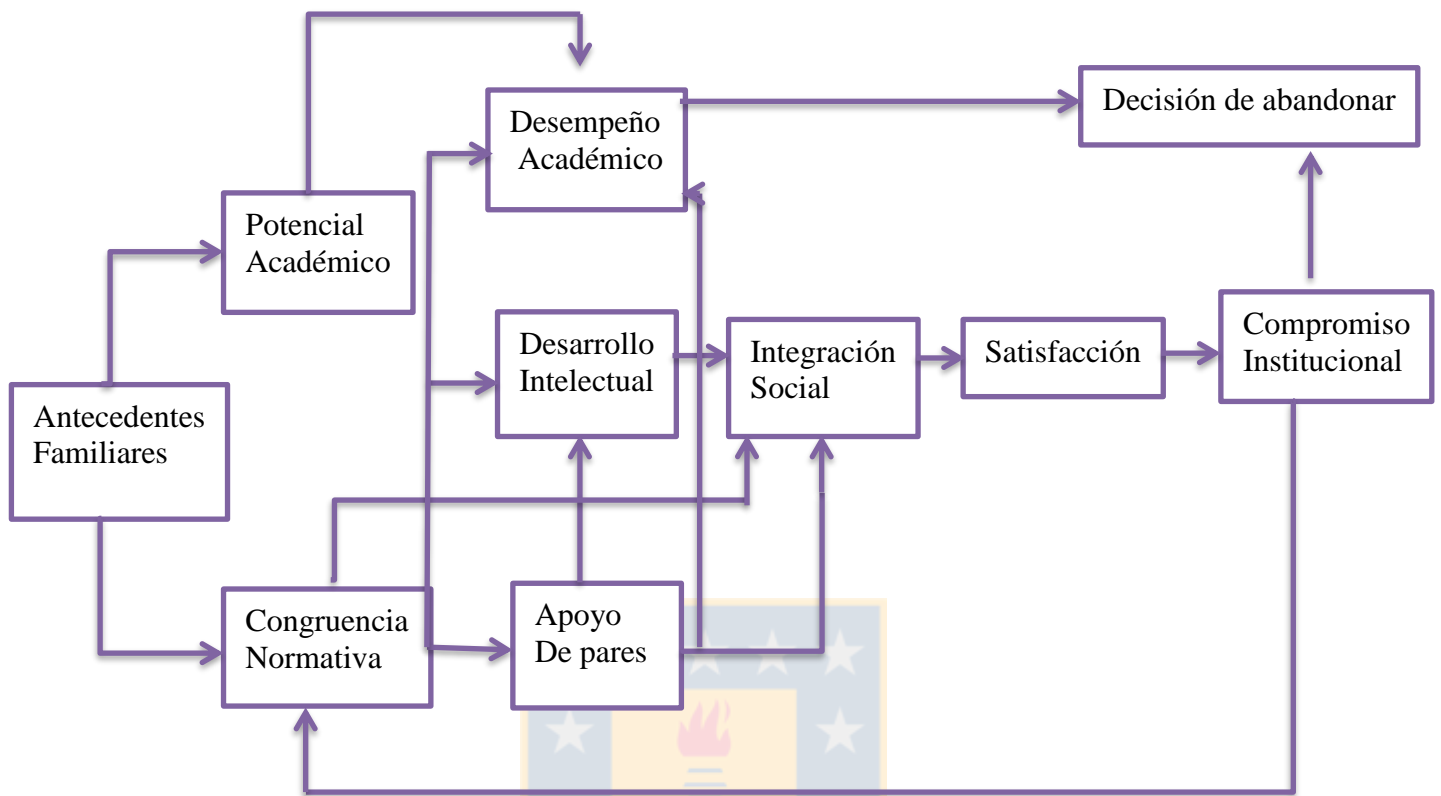 Desempeño
Académico
Decisión de abandonar
Potencial
Académico
Desarrollo
Intelectual
Integración
Social
Satisfacción
Compromiso
Institucional
Antecedentes
Familiares
Congruencia
Normativa
Apoyo
De pares